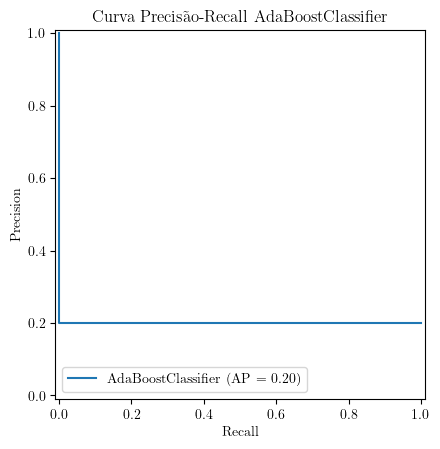 Curva Precisão-Recall AdaBoostClassifier
1.0
0.8
0.6
0.4
0.2
0.0
Precision
AdaBoostClassifier (AP = 0.20)
0.0 0.2 0.4 0.6 0.8 1.0
Recall